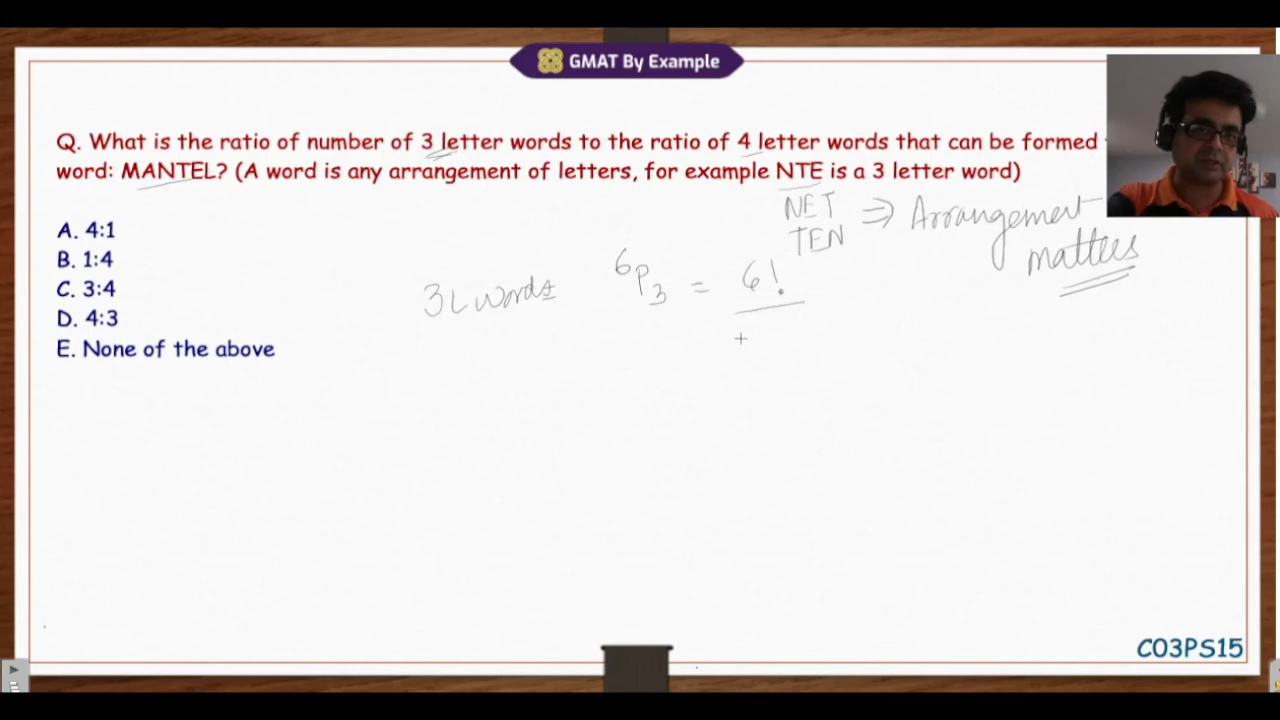 GMAT By Example
Q. What is the ratio of number of 3 letter words to the ratio of 4 letter words that can be formed
word: MANTEL? (A word is any arrangement of letters, for example NTE is a 3 letter word)
NET ⇒ Arrangement
TEN matters
A. 4:1
B. 1:4
C. 3:4
D. 4:3
E. None of the above
3L words 6P3 = 6!
C03PS15